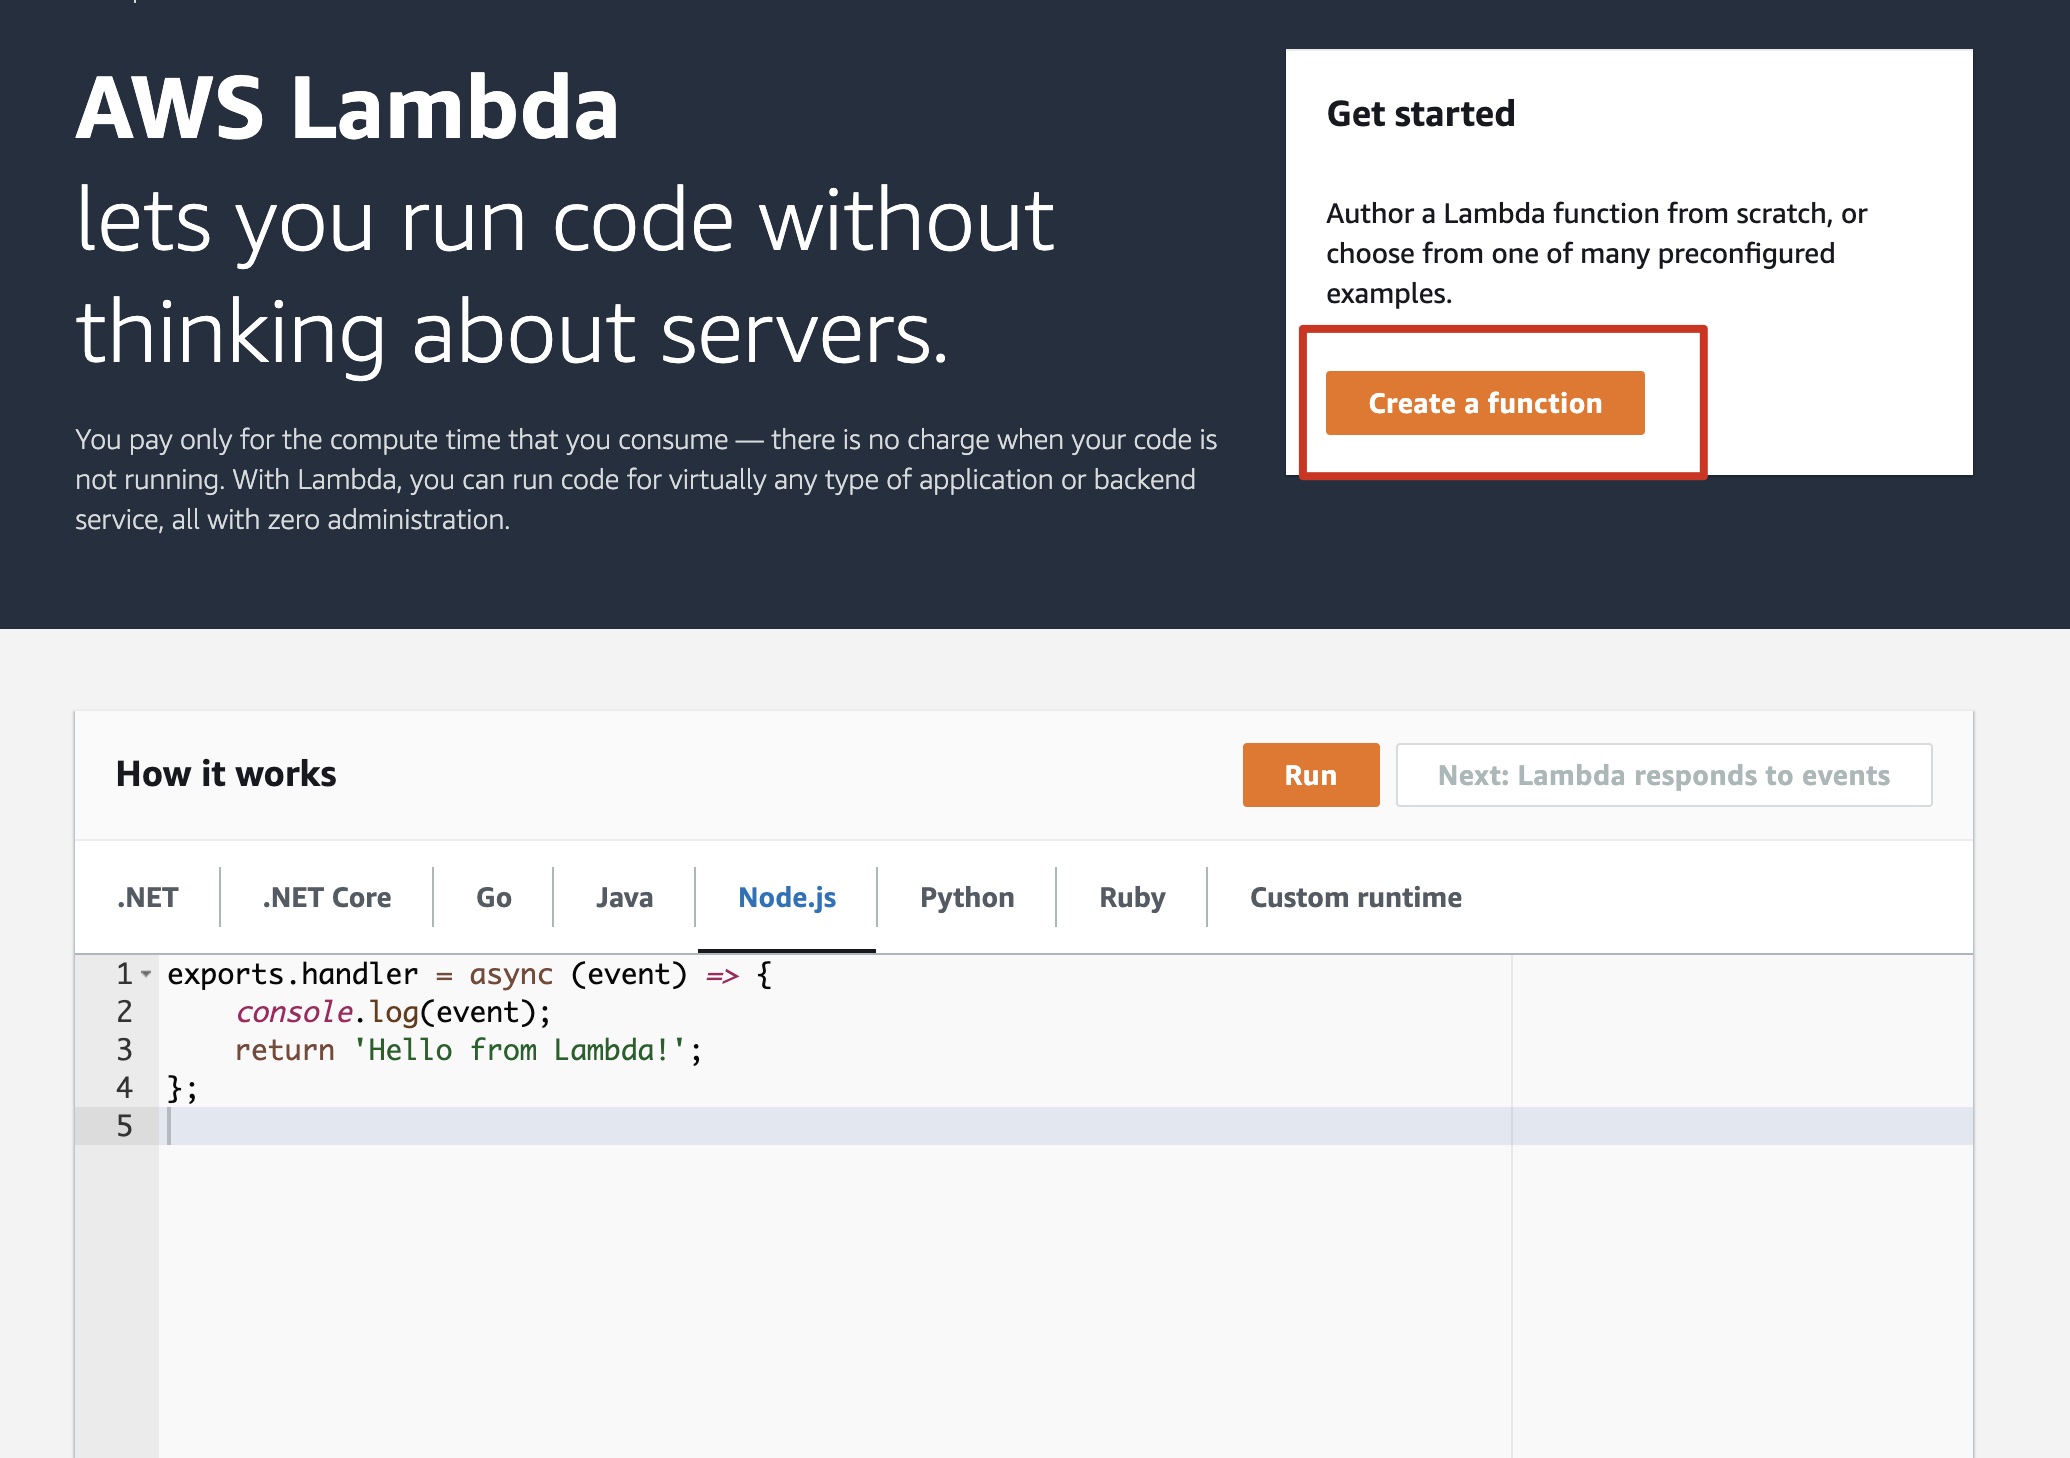 AWS Lambda
lets you run code without
thinking about servers.
You pay only for the compute time that you consume — there is no charge when your code is
not running. With Lambda, you can run code for virtually any type of application or backend
service, all with zero administration.
Get started
Author a Lambda function from scratch, or
choose from one of many preconfigured
examples.
Create a function
How it works
Run
Next: Lambda responds to events
.NET
.NET Core
Go
Java
Node.js
Python
Ruby
Custom runtime
1 exports.handler = async (event) => {
2     console.log(event);
3     return 'Hello from Lambda!';
4 };
5